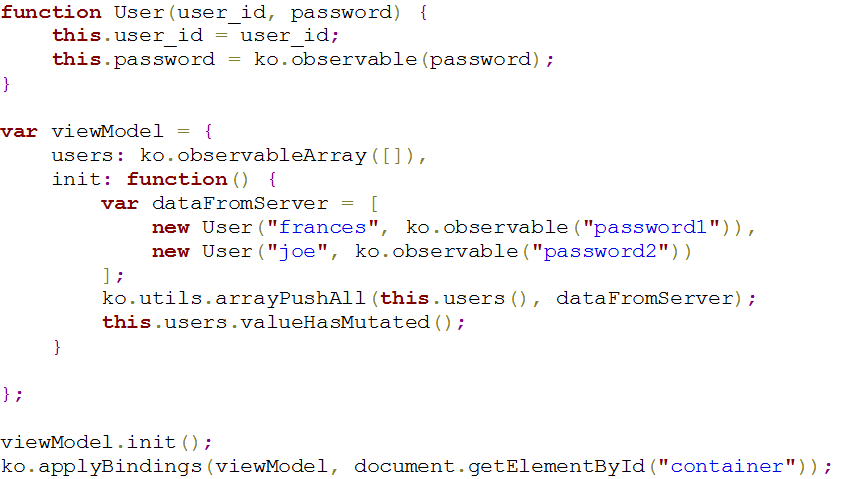 function User(user_id, password) {
    this.user_id = user_id;
    this.password = ko.observable(password);
}

var viewModel = {
    users: ko.observableArray([]),
    init: function() {
        var dataFromServer = [
            new User("frances", ko.observable("password1")),
            new User("joe", ko.observable("password2"))
        ];
        ko.utils.arrayPushAll(this.users(), dataFromServer);
        this.users.valueHasMutated();
    }

};

viewModel.init();
ko.applyBindings(viewModel, document.getElementById("container"));